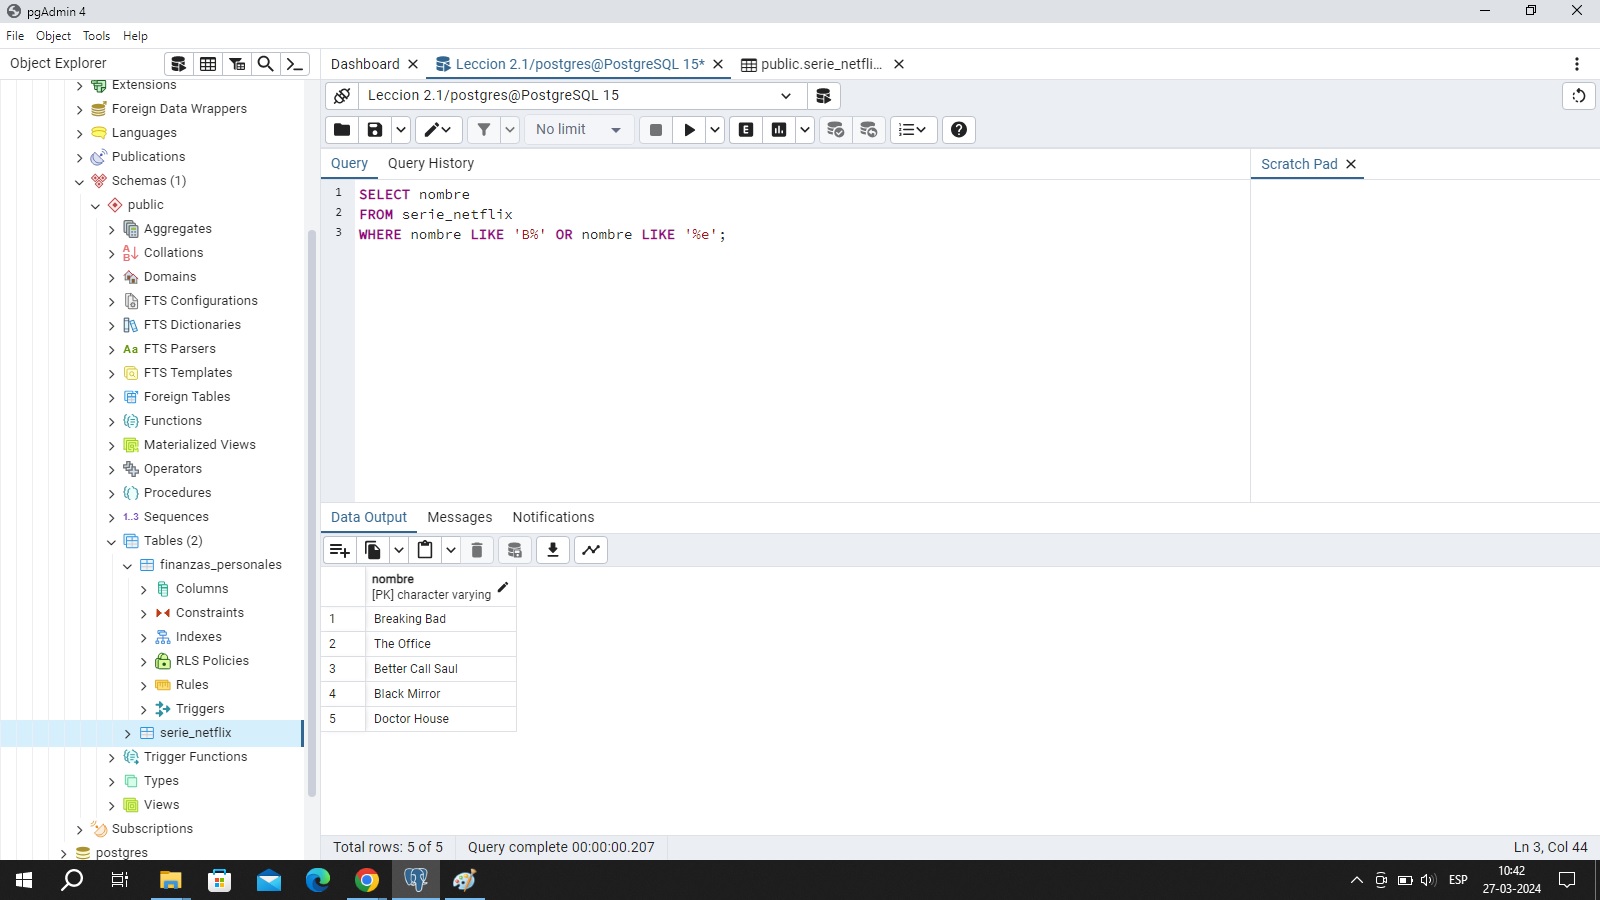 pgAdmin 4
File Object Tools Help
Object Explorer
Dashboard
Leccion 2.1/postgres@PostgreSQL 15*
public.serie_netfli...
Extensions
Foreign Data Wrappers
Languages
Publications
Schemas (1)
public
Aggregates
Collations
Domains
FTS Configurations
FTS Dictionaries
Aa FTS Parsers
FTS Templates
Foreign Tables
Functions
Materialized Views
Operators
Procedures
1..3 Sequences
Tables (2)
finanzas_personales
Columns
Constraints
Indexes
RLS Policies
Rules
Triggers
serie_netflix
Trigger Functions
Types
Views
Subscriptions
postgres
Leccion 2.1/postgres@PostgreSQL 15
No limit
E
Query Query History
Scratch Pad
1 SELECT nombre
2 FROM serie_netflix
3 WHERE nombre LIKE 'B%' OR nombre LIKE '%e';
Data Output Messages Notifications
nombre
[PK] character varying
1 Breaking Bad
2 The Office
3 Better Call Saul
4 Black Mirror
5 Doctor House
Total rows: 5 of 5 Query complete 00:00:00.207 Ln 3, Col 44
ESP
10:42
27-03-2024